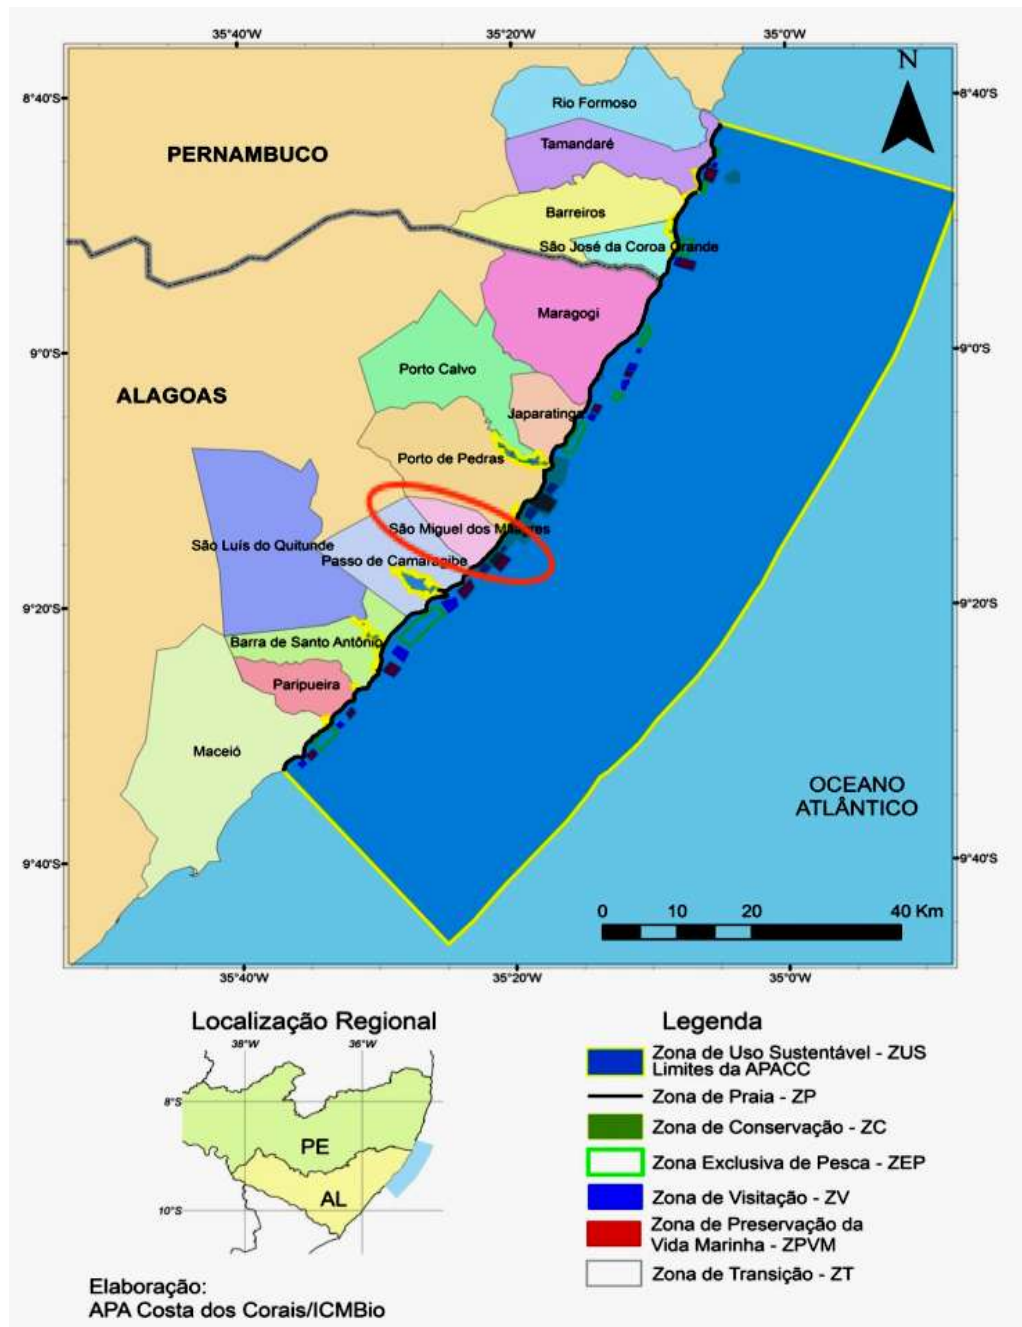 35°40'W 35°20'W 35°0'W
N
8°40'S 8°40'S
Rio Formoso
Tamandaré
PERNAMBUCO
Barreiros
São José da Coroa Grande
Maragogi
9°0'S 9°0'S
Porto Calvo
ALAGOAS
Japaratinga
Porto de Pedras
São Miguel dos Milagres
São Luís do Quitunde
Passo de Camaragibe
9°20'S 9°20'S
Barra de Santo Antônio
Paripueira
Maceió
OCEANO
ATLÂNTICO
9°40'S 9°40'S
0 10 20 40 Km
35°40'W 35°20'W 35°0'W
Localização Regional
38°W 36°W
8°S
PE
AL
10°S
Elaboração:
APA Costa dos Corais/ICMBio
Legenda
Zona de Uso Sustentável - ZUS
Limites da APACC
Zona de Praia - ZP
Zona de Conservação - ZC
Zona Exclusiva de Pesca - ZEP
Zona de Visitação - ZV
Zona de Preservação da
Vida Marinha - ZPVM
Zona de Transição - ZT